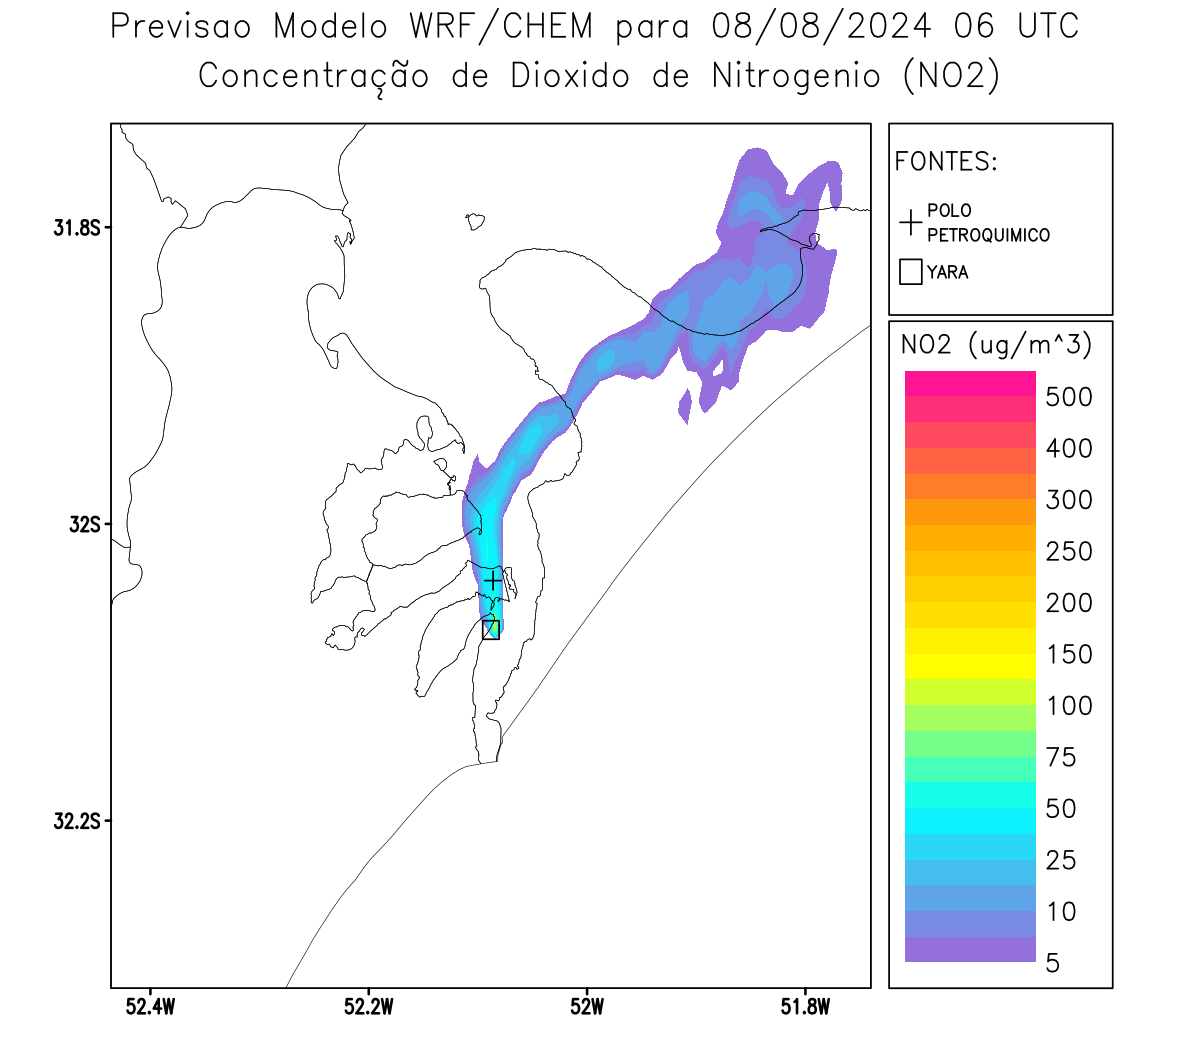 Previsao Modelo WRF/CHEM para 08/08/2024 06 UTC
Concentração de Dioxido de Nitrogenio (NO2)
FONTES:
POLO
PETROQUIMICO
YARA
31.8S
32S
32.2S
52.4W
52.2W
52W
51.8W
NO2 (ug/m^3)
500
400
300
250
200
150
100
75
50
25
10
5